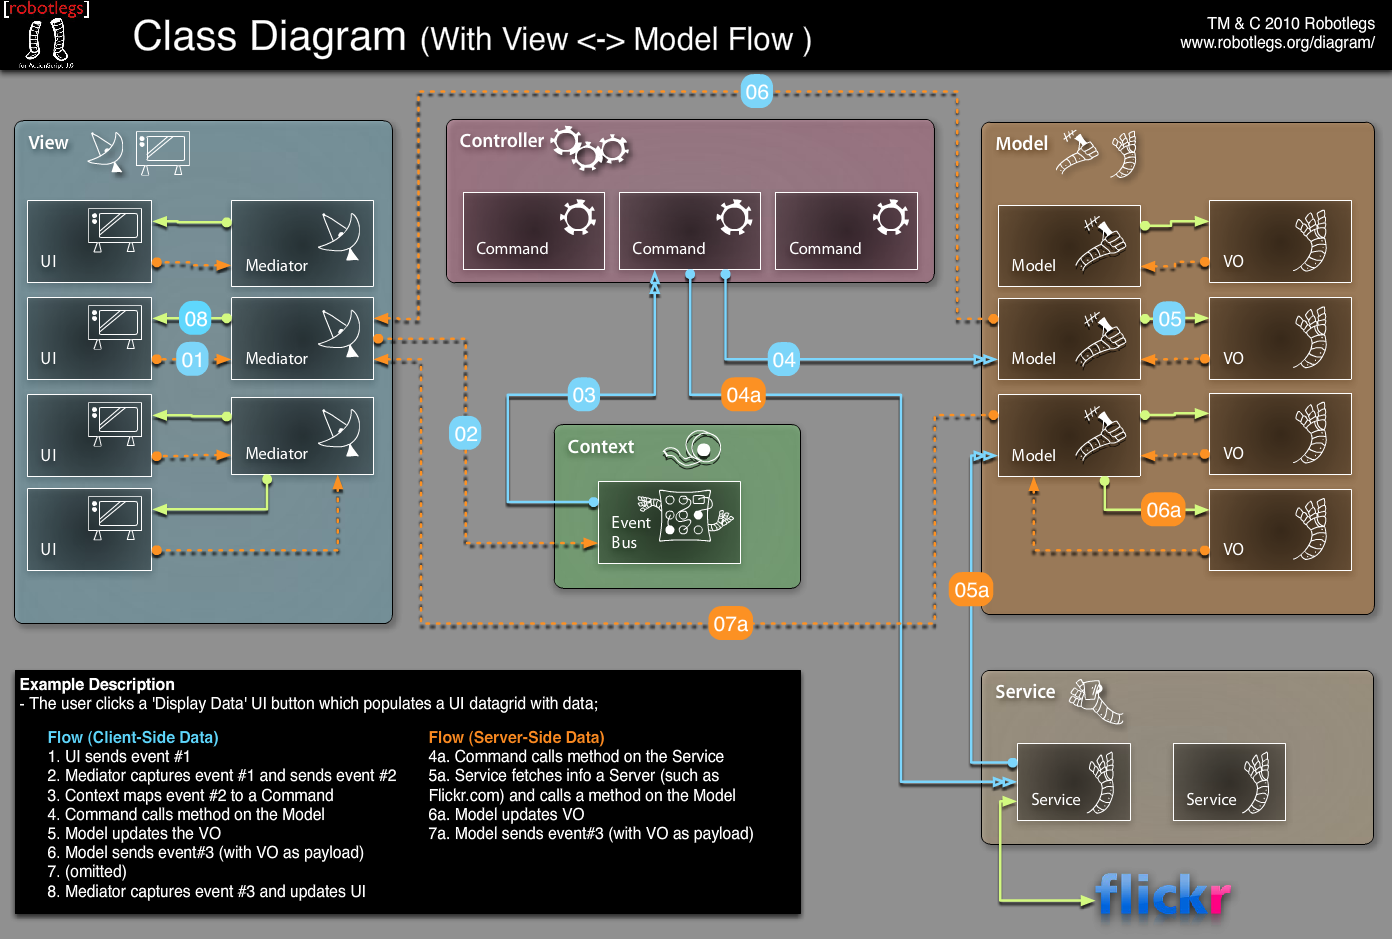 [robotlegs]
for ActionScript 3.0
Class Diagram (With View <-> Model Flow )
TM & C 2010 Robotlegs
www.robotlegs.org/diagram/
06
View
Controller
Model
UI
Mediator
Command
Command
Command
Model
VO
08
01
UI
Mediator
04
05
Model
VO
03
04a
02
UI
Mediator
Context
Model
VO
Event
Bus
06a
UI
VO
05a
07a
Example Description
- The user clicks a 'Display Data' UI button which populates a UI datagrid with data;
Flow (Client-Side Data)
1. UI sends event #1
2. Mediator captures event #1 and sends event #2
3. Context maps event #2 to a Command
4. Command calls method on the Model
5. Model updates the VO
6. Model sends event#3 (with VO as payload)
7. (omitted)
8. Mediator captures event #3 and updates UI
Flow (Server-Side Data)
4a. Command calls method on the Service
5a. Service fetches info a Server (such as
Flickr.com) and calls a method on the Model
6a. Model updates VO
7a. Model sends event#3 (with VO as payload)
Service
Service
Service
flickr